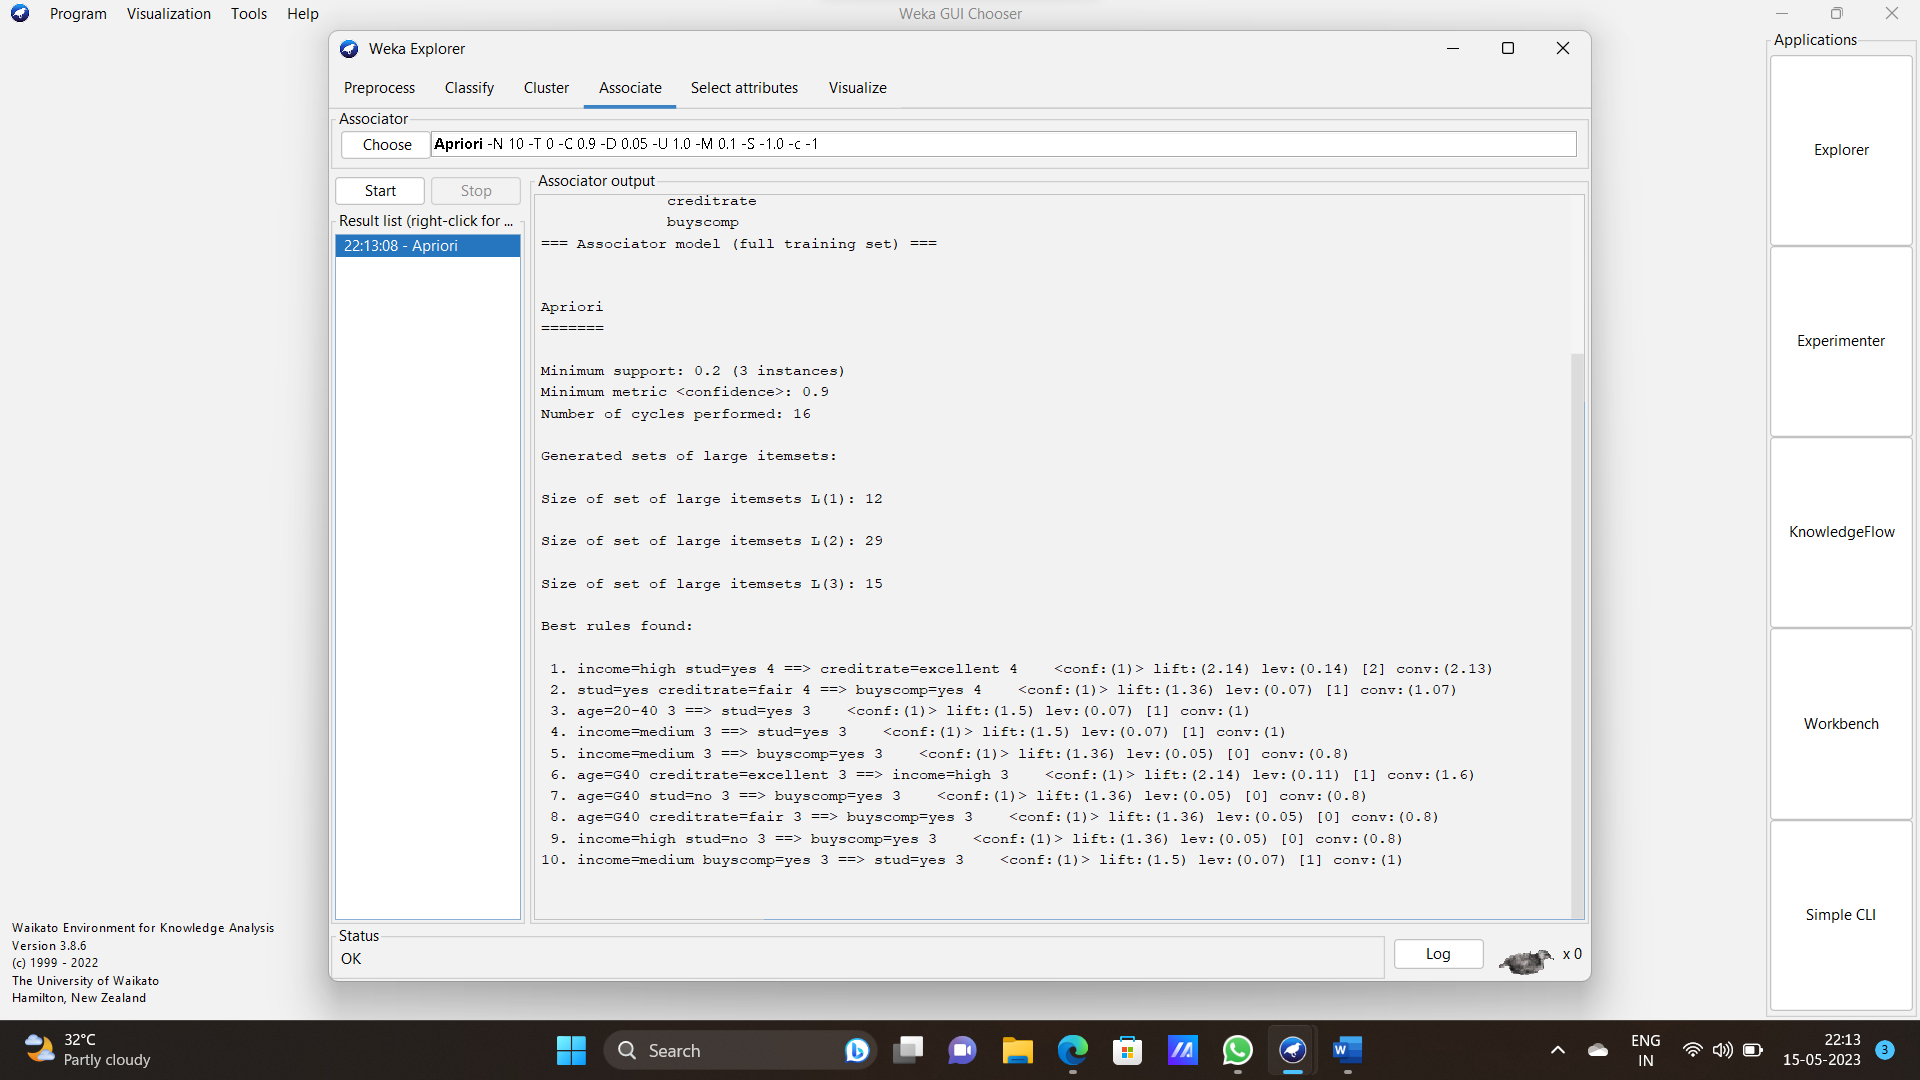 Program Visualization Tools Help
Weka GUI Chooser
Weka Explorer
Preprocess Classify Cluster Associate Select attributes Visualize
Associator
Choose Apriori -N 10 -T 0 -C 0.9 -D 0.05 -U 1.0 -M 0.1 -S -1.0 -c -1
Start Stop
Result list (right-click for ...
22:13:08 - Apriori
Associator output
creditrate
buyscomp
=== Associator model (full training set) ===
Apriori
=======
Minimum support: 0.2 (3 instances)
Minimum metric <confidence>: 0.9
Number of cycles performed: 16
Generated sets of large itemsets:
Size of set of large itemsets L(1): 12
Size of set of large itemsets L(2): 29
Size of set of large itemsets L(3): 15
Best rules found:
1. income=high stud=yes 4 ==> creditrate=excellent 4 <conf:(1)> lift:(2.14) lev:(0.14) [2] conv:(2.13)
2. stud=yes creditrate=fair 4 ==> buyscomp=yes 4 <conf:(1)> lift:(1.36) lev:(0.07) [1] conv:(1.07)
3. age=20-40 3 ==> stud=yes 3 <conf:(1)> lift:(1.5) lev:(0.07) [1] conv:(1)
4. income=medium 3 ==> stud=yes 3 <conf:(1)> lift:(1.5) lev:(0.07) [1] conv:(1)
5. income=medium 3 ==> buyscomp=yes 3 <conf:(1)> lift:(1.36) lev:(0.05) [0] conv:(0.8)
6. age=G40 creditrate=excellent 3 ==> income=high 3 <conf:(1)> lift:(2.14) lev:(0.11) [1] conv:(1.6)
7. age=G40 stud=no 3 ==> buyscomp=yes 3 <conf:(1)> lift:(1.36) lev:(0.05) [0] conv:(0.8)
8. age=G40 creditrate=fair 3 ==> buyscomp=yes 3 <conf:(1)> lift:(1.36) lev:(0.05) [0] conv:(0.8)
9. income=high stud=no 3 ==> buyscomp=yes 3 <conf:(1)> lift:(1.36) lev:(0.05) [0] conv:(0.8)
10. income=medium buyscomp=yes 3 ==> stud=yes 3 <conf:(1)> lift:(1.5) lev:(0.07) [1] conv:(1)
Status
OK
Log
x 0
Applications
Explorer
Experimenter
KnowledgeFlow
Workbench
Simple CLI
Waikato Environment for Knowledge Analysis
Version 3.8.6
(c) 1999 - 2022
The University of Waikato
Hamilton, New Zealand
32°C
Partly cloudy
Search
ENG
IN
22:13
15-05-2023
3